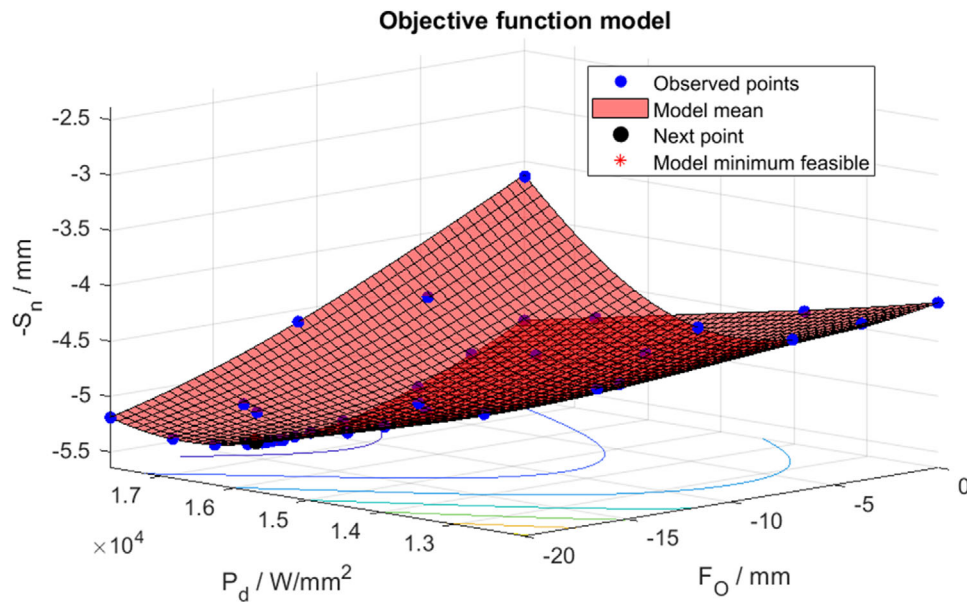 Objective function model
Observed points
Model mean
Next point
Model minimum feasible
-2.5
-3
-3.5
-4
-4.5
-5
-5.5
-S_n / mm
1.7
1.6
1.5
1.4
1.3
×10^4
P_d / W/mm^2
-20
-15
-10
-5
0
F_O / mm